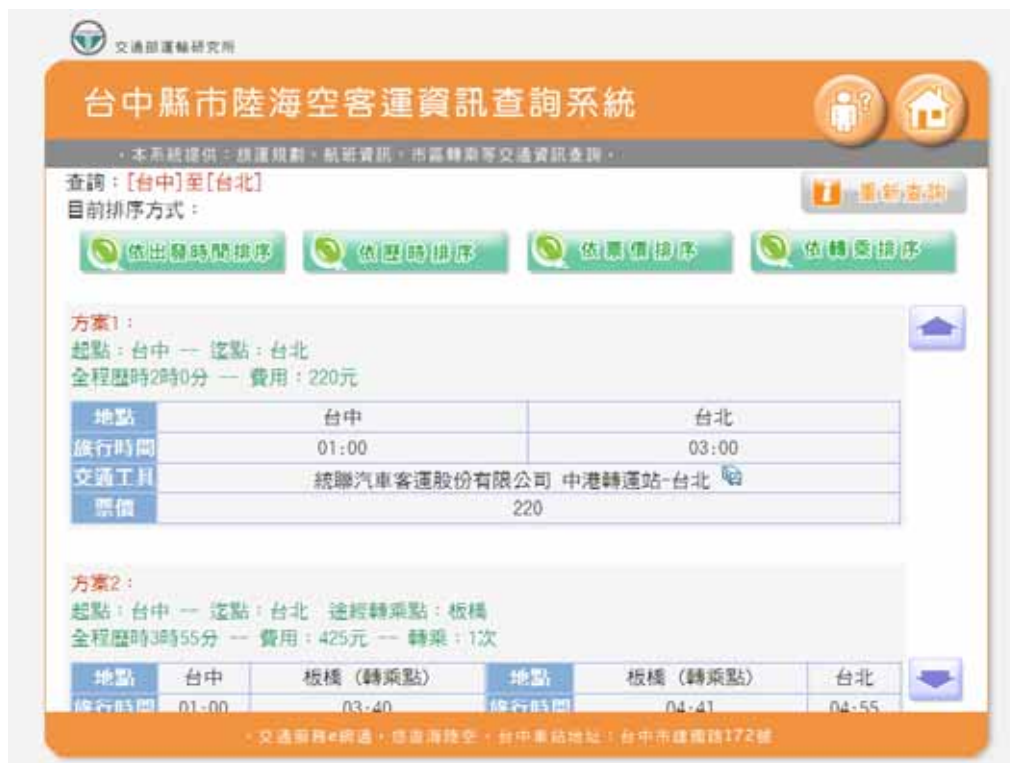 交通部運輸研究所
台中縣市陸海空客運資訊查詢系統
·本系統提供：旅運規劃·航班資訊·市區轉乘等交通資訊查詢·
查詢：[台中]至[台北]
重新查詢
目前排序方式：
依出發時間排序 依歷時排序 依票價排序 依轉乘排序
方案1：
起點：台中 -- 迄點：台北
全程歷時2時0分 -- 費用：220元
地點 台中 台北
旅行時間 01:00 03:00
交通工具 統聯汽車客運股份有限公司 中港轉運站-台北
票價 220
方案2：
起點：台中 -- 迄點：台北 途經轉乘點：板橋
全程歷時3時55分 -- 費用：425元 -- 轉乘：1次
地點 台中 板橋（轉乘點） 地點 板橋（轉乘點） 台北
旅行時間 01:00 03:40 旅行時間 04:41 04:55
·交通服務e網通，悠遊海陸空·台中車站地址：台中市建國路172號